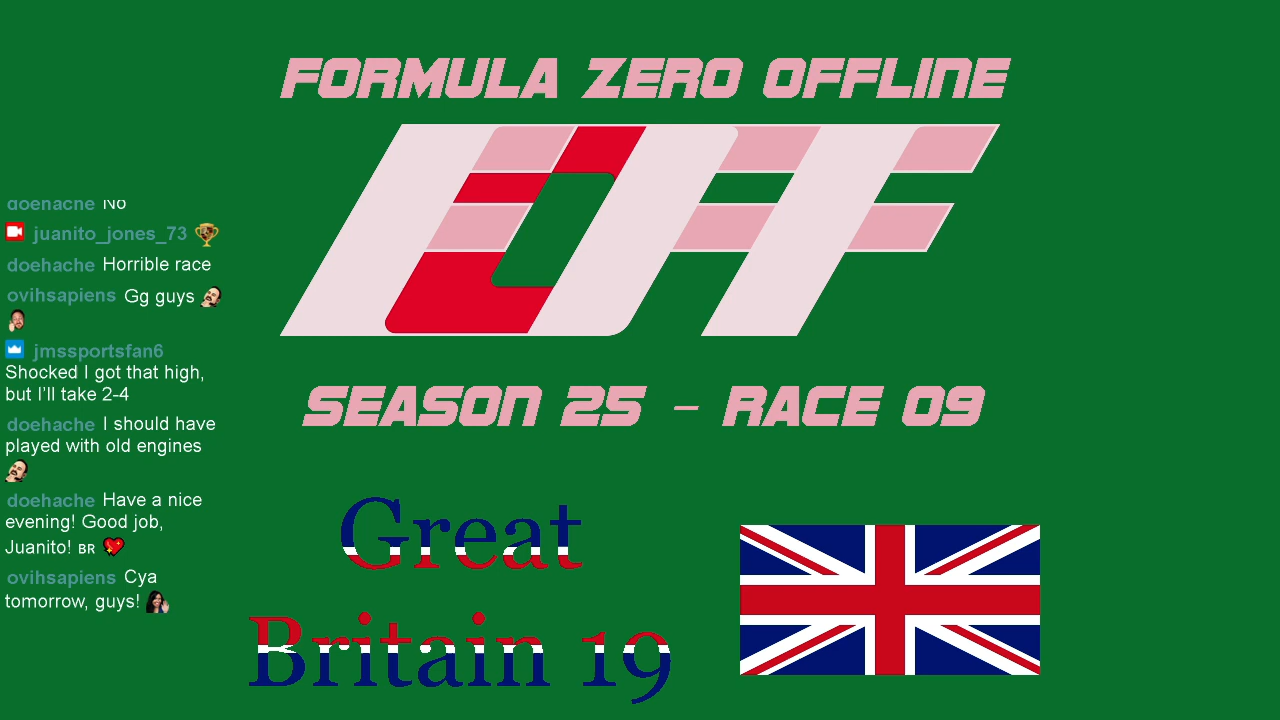 FORMULA ZERO OFFLINE
SEASON 25 - RACE 09
Great
Britain 19
doehache No
juanito_jones_73
doehache Horrible race
ovihsapiens Gg guys
jmssportsfan6
Shocked I got that high,
but I'll take 2-4
doehache I should have
played with old engines
doehache Have a nice
evening! Good job,
Juanito! BR
ovihsapiens Cya
tomorrow, guys!